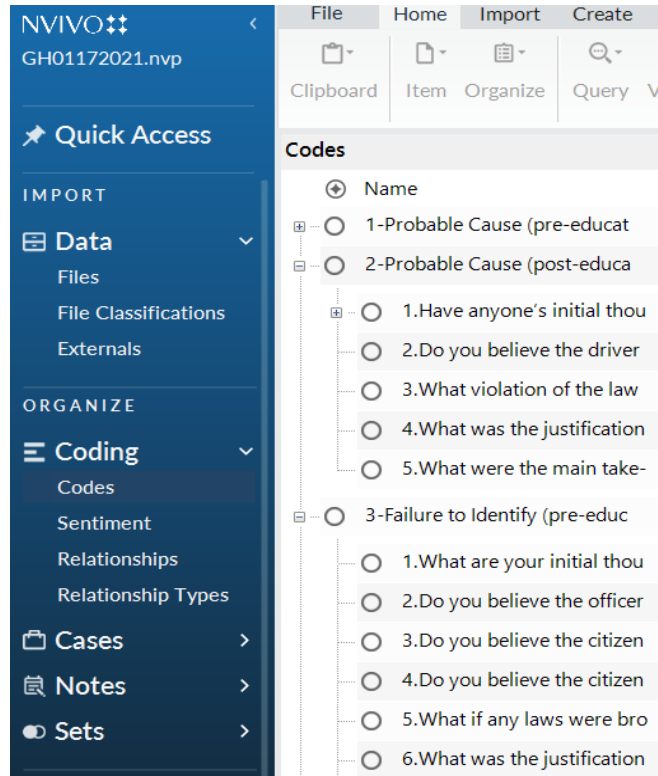 NVIVO
GH01172021.nvp
Quick Access
IMPORT
Data
Files
File Classifications
Externals
ORGANIZE
Coding
Codes
Sentiment
Relationships
Relationship Types
Cases
Notes
Sets
File Home Import Create
Clipboard Item Organize Query V
Codes
Name
1-Probable Cause (pre-educat
2-Probable Cause (post-educa
1.Have anyone's initial thou
2.Do you believe the driver
3.What violation of the law
4.What was the justification
5.What were the main take-
3-Failure to Identify (pre-educ
1.What are your initial thou
2.Do you believe the officer
3.Do you believe the citizen
4.Do you believe the citizen
5.What if any laws were bro
6.What was the justification